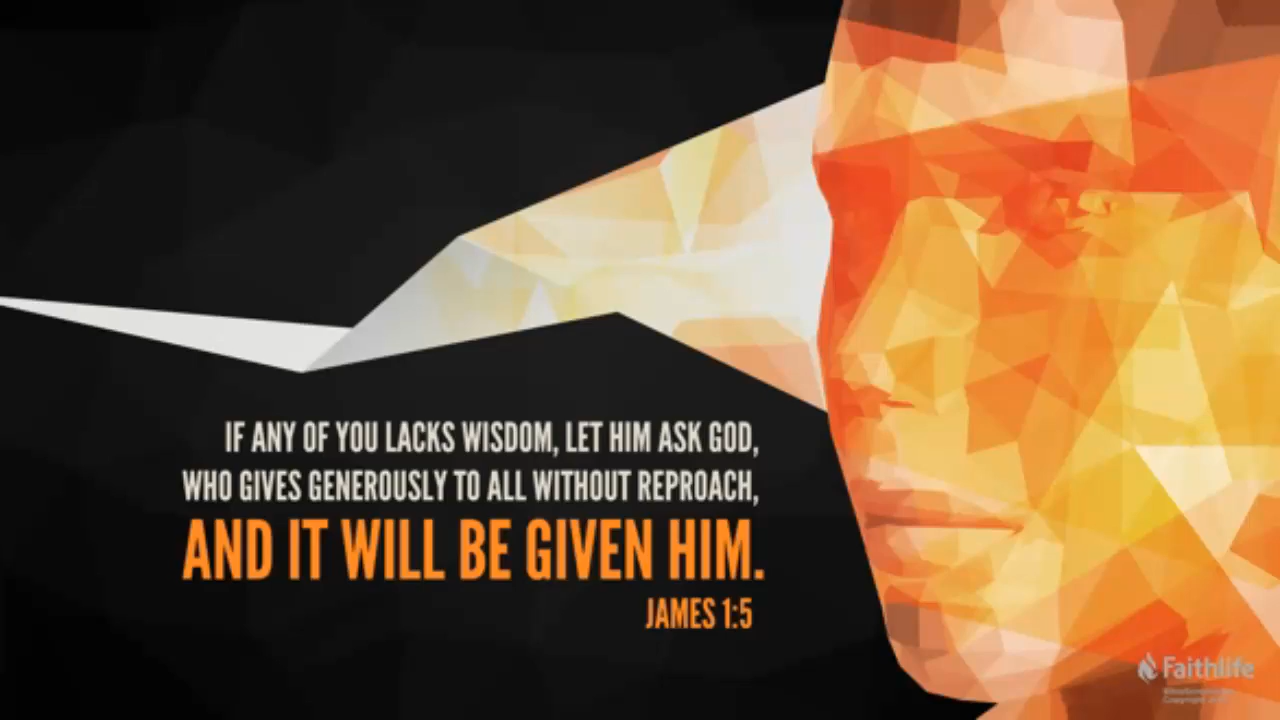 IF ANY OF YOU LACKS WISDOM, LET HIM ASK GOD,
WHO GIVES GENEROUSLY TO ALL WITHOUT REPROACH,
AND IT WILL BE GIVEN HIM.
JAMES 1:5
Faithlife